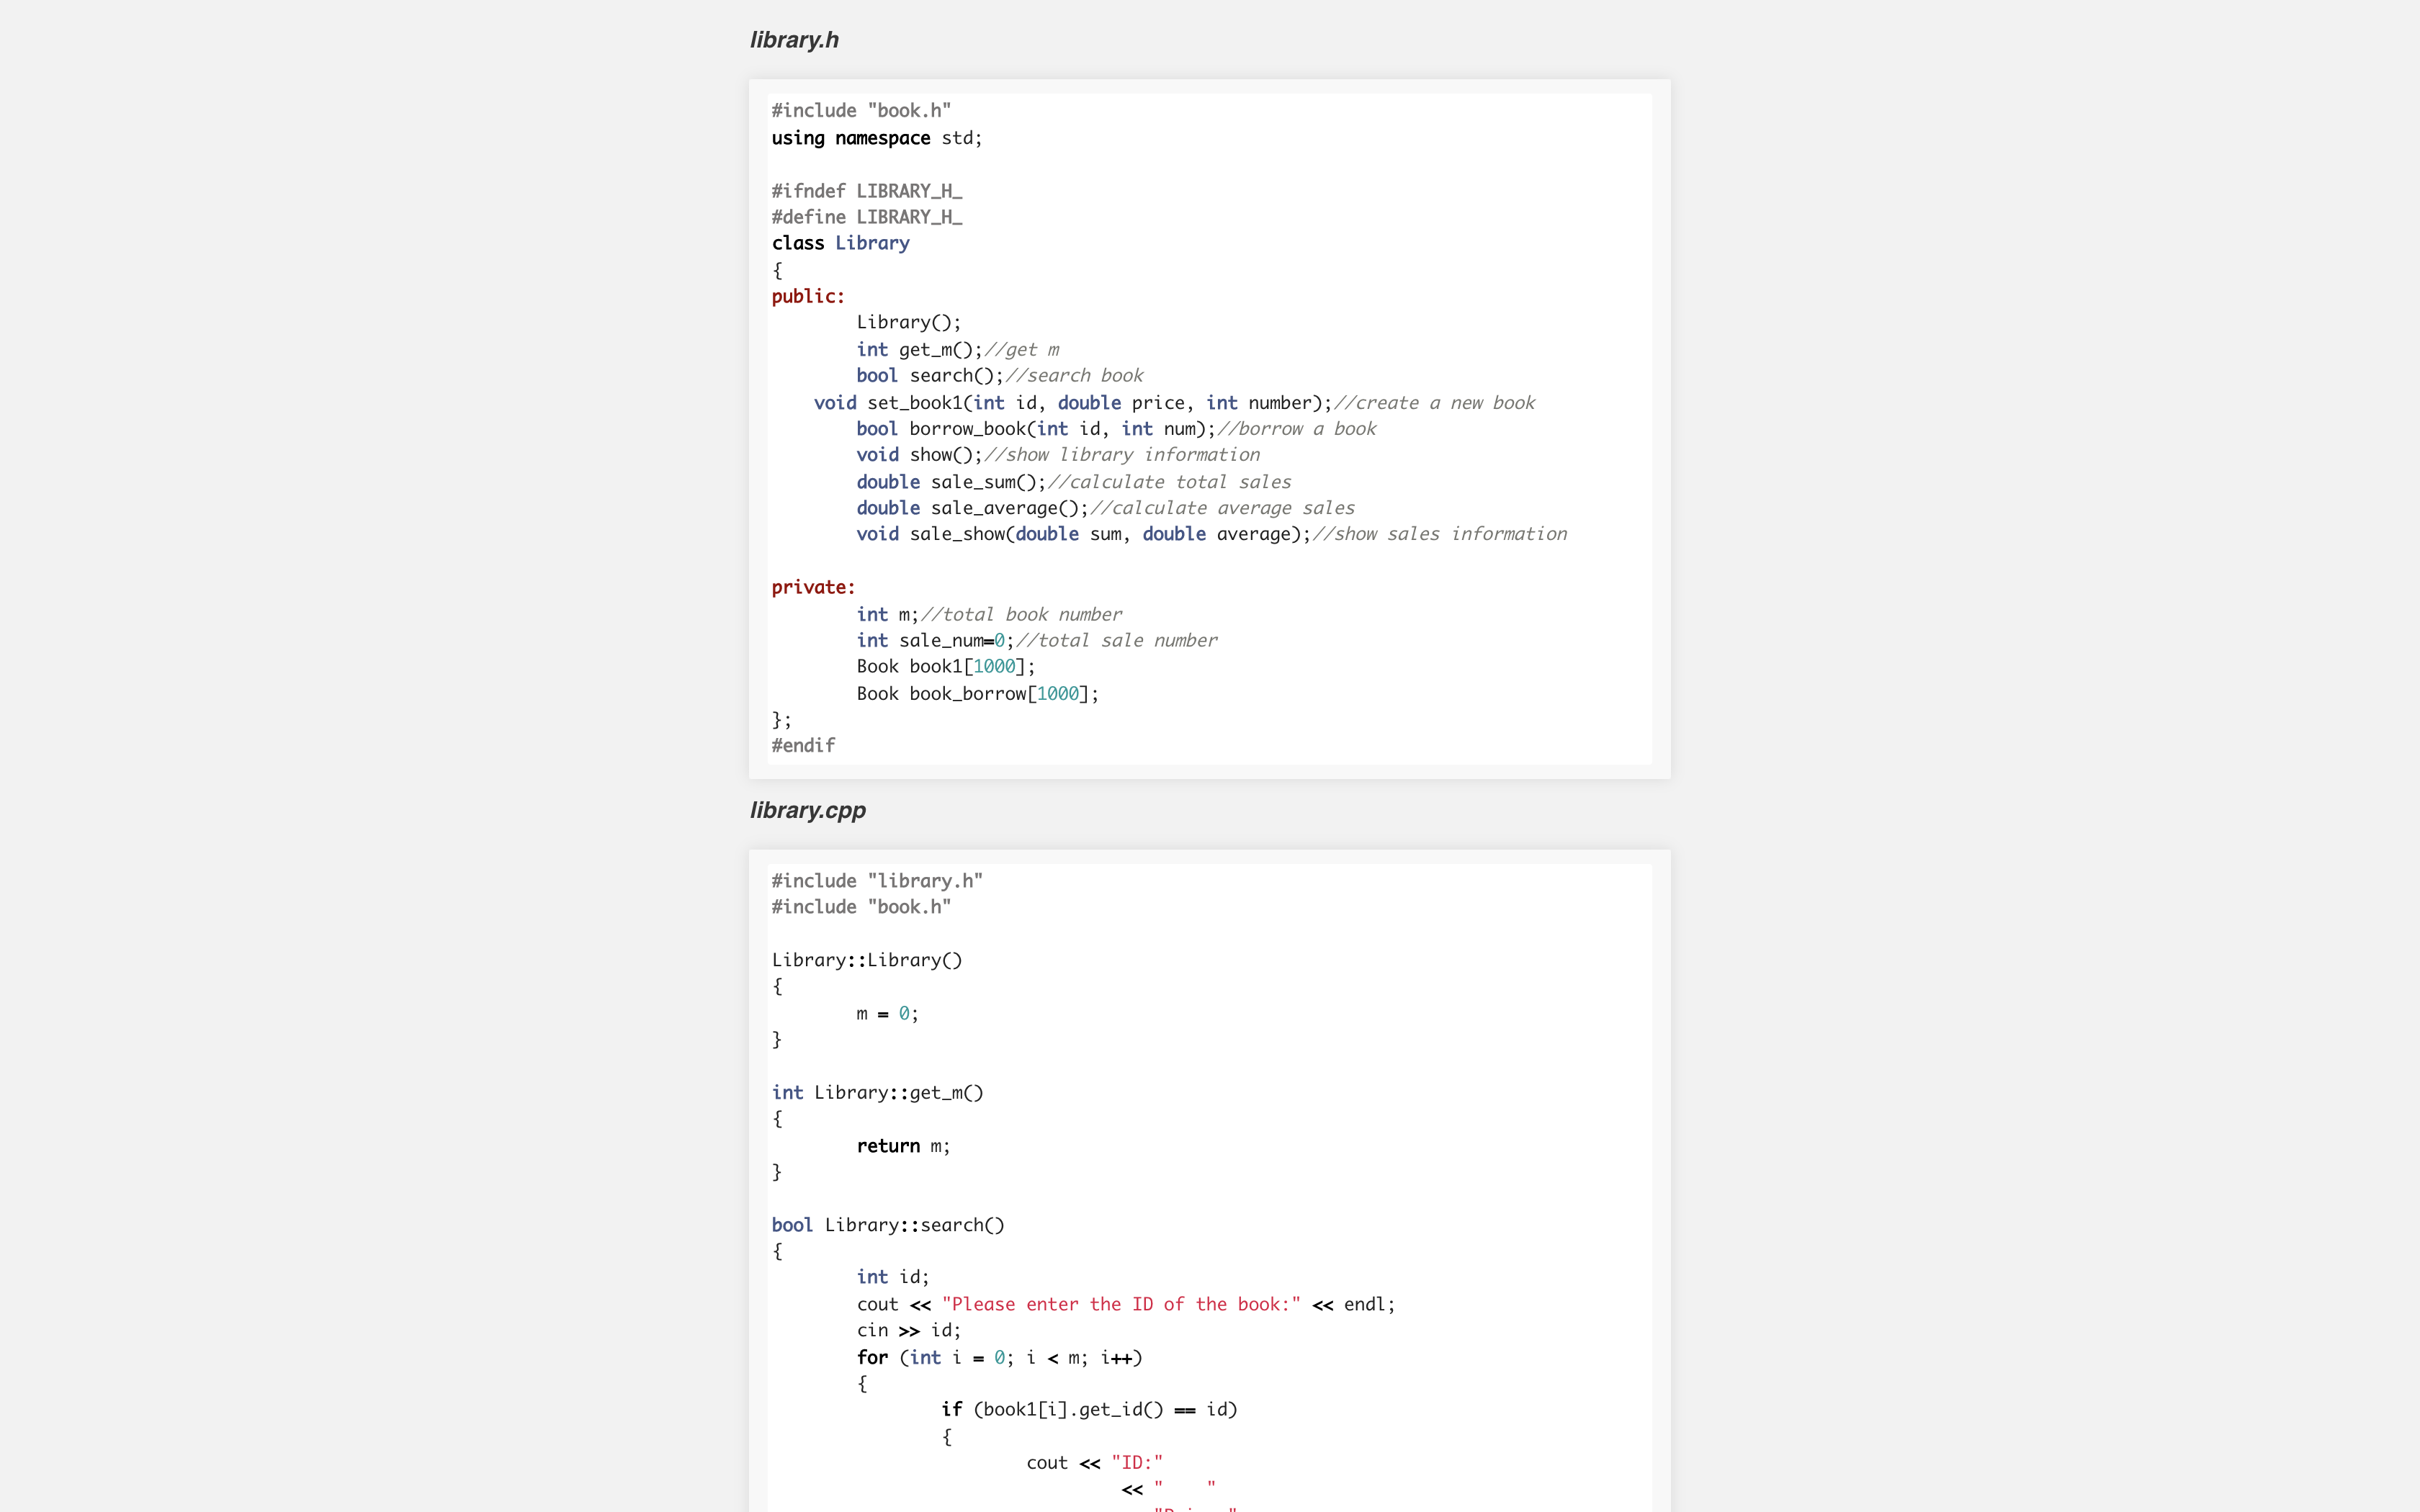 library.h
#include "book.h"
using namespace std;
#ifndef LIBRARY_H_
#define LIBRARY_H_
class Library
{
public:
Library();
int get_m();//get m
bool search();//search book
void set_book1(int id, double price, int number);//create a new book
bool borrow_book(int id, int num);//borrow a book
void show();//show library information
double sale_sum();//calculate total sales
double sale_average();//calculate average sales
void sale_show(double sum, double average);//show sales information
private:
int m;//total book number
int sale_num=0;//total sale number
Book book1[1000];
Book book_borrow[1000];
};
#endif
library.cpp
#include "library.h"
#include "book.h"
Library::Library()
{
m = 0;
}
int Library::get_m()
{
return m;
}
bool Library::search()
{
int id;
cout << "Please enter the ID of the book:" << endl;
cin >> id;
for (int i = 0; i < m; i++)
{
if (book1[i].get_id() == id)
{
cout << "ID:"
<< "    "